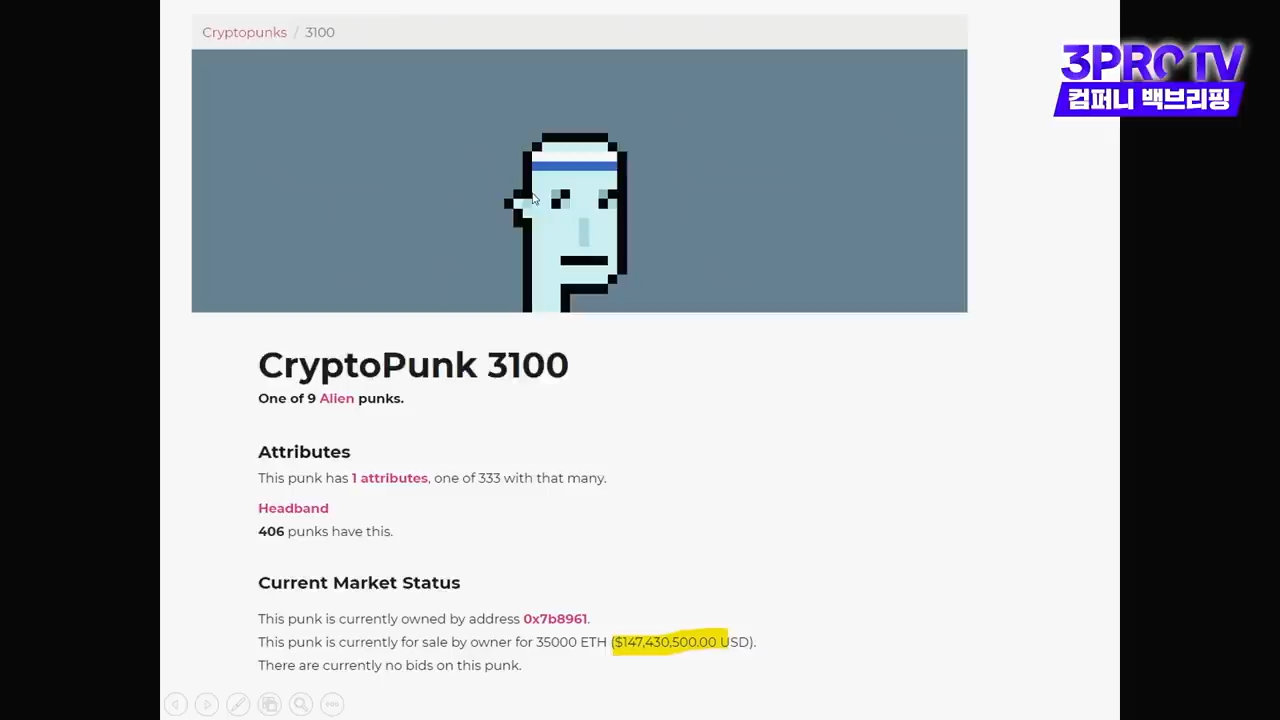 Cryptopunks / 3100
3PROTV
컴퍼니 백브리핑
CryptoPunk 3100
One of 9 Alien punks.
Attributes
This punk has 1 attributes, one of 333 with that many.
Headband
406 punks have this.
Current Market Status
This punk is currently owned by address 0x7b8961.
This punk is currently for sale by owner for 35000 ETH ($147,430,500.00 USD).
There are currently no bids on this punk.